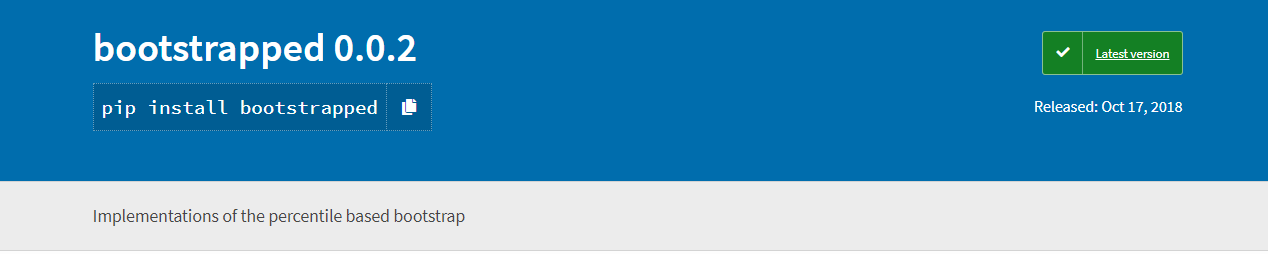 bootstrapped 0.0.2
pip install bootstrapped
Latest version
Released: Oct 17, 2018
Implementations of the percentile based bootstrap